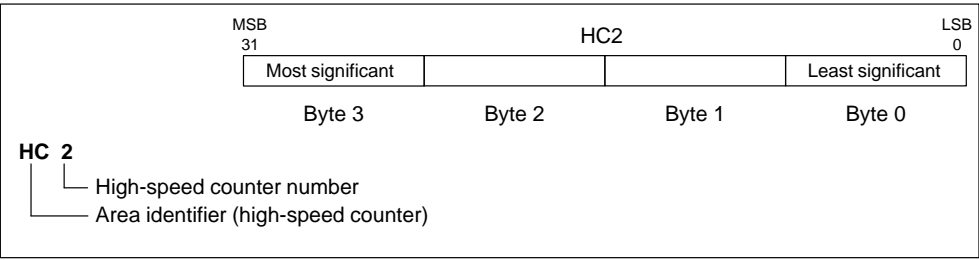 MSB HC2 LSB
31 0
Most significant Least significant
Byte 3 Byte 2 Byte 1 Byte 0
HC 2
High-speed counter number
Area identifier (high-speed counter)